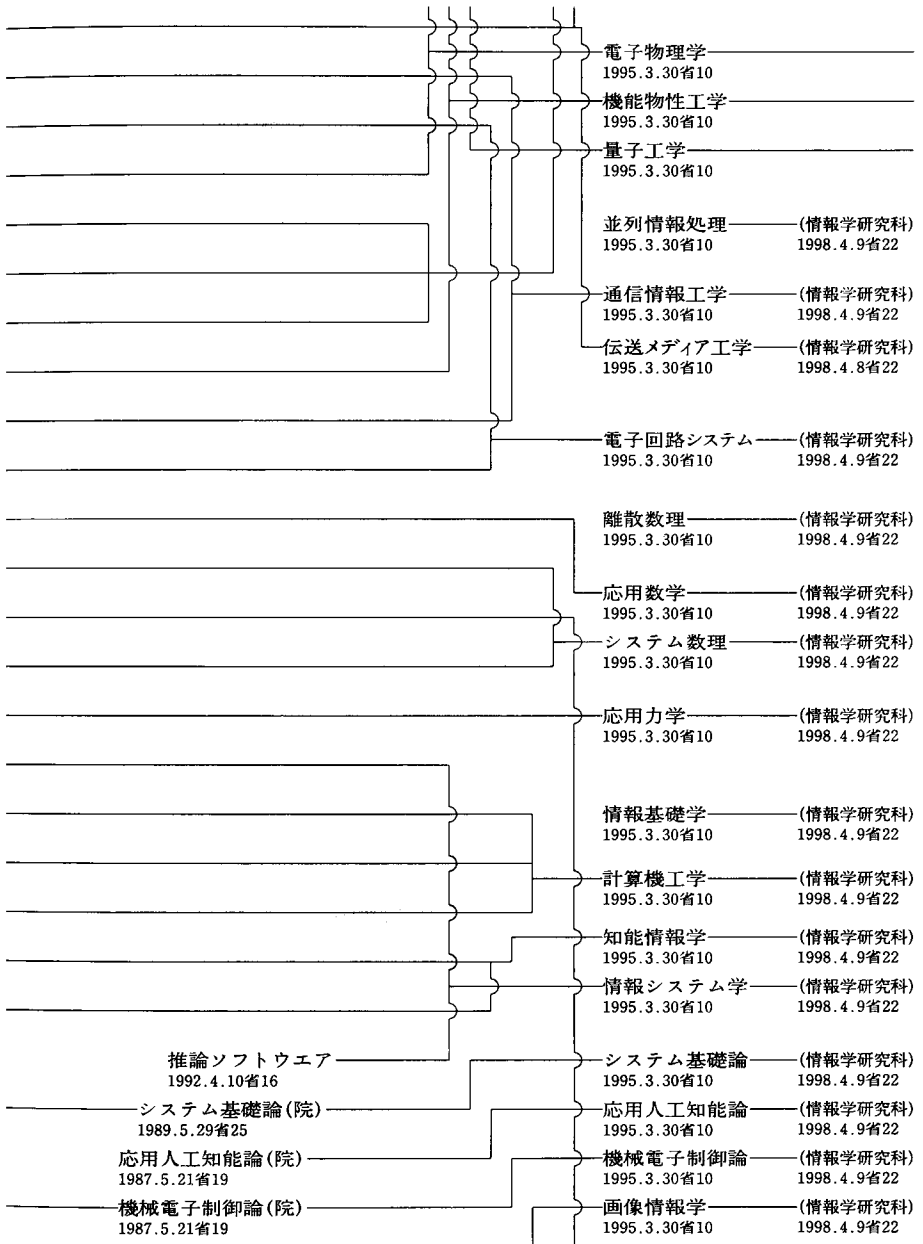 電子物理学
1995.3.30省10
機能物性工学
1995.3.30省10
量子工学
1995.3.30省10
並列情報処理 (情報学研究科)
1995.3.30省10 1998.4.9省22
通信情報工学 (情報学研究科)
1995.3.30省10 1998.4.9省22
伝送メディア工学 (情報学研究科)
1995.3.30省10 1998.4.8省22
電子回路システム (情報学研究科)
1995.3.30省10 1998.4.9省22
離散数理 (情報学研究科)
1995.3.30省10 1998.4.9省22
応用数学 (情報学研究科)
1995.3.30省10 1998.4.9省22
システム数理 (情報学研究科)
1995.3.30省10 1998.4.9省22
応用力学 (情報学研究科)
1995.3.30省10 1998.4.9省22
情報基礎学 (情報学研究科)
1995.3.30省10 1998.4.9省22
計算機工学 (情報学研究科)
1995.3.30省10 1998.4.9省22
知能情報学 (情報学研究科)
1995.3.30省10 1998.4.9省22
情報システム学 (情報学研究科)
1995.3.30省10 1998.4.9省22
推論ソフトウエア システム基礎論 (情報学研究科)
1992.4.10省16 1995.3.30省10 1998.4.9省22
システム基礎論(院) 応用人工知能論 (情報学研究科)
1989.5.29省25 1995.3.30省10 1998.4.9省22
応用人工知能論(院) 機械電子制御論 (情報学研究科)
1987.5.21省19 1995.3.30省10 1998.4.9省22
機械電子制御論(院) 画像情報学 (情報学研究科)
1987.5.21省19 1995.3.30省10 1998.4.9省22